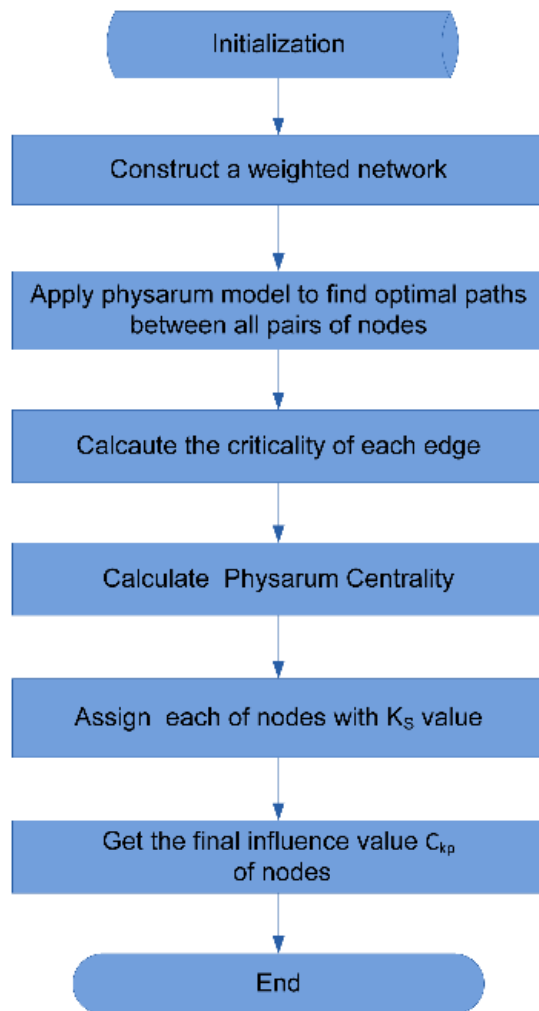 Initialization
Construct a weighted network
Apply physarum model to find optimal paths
between all pairs of nodes
Calcaute the criticality of each edge
Calculate Physarum Centrality
Assign each of nodes with Kₛ value
Get the final influence value Cₖₚ
of nodes
End